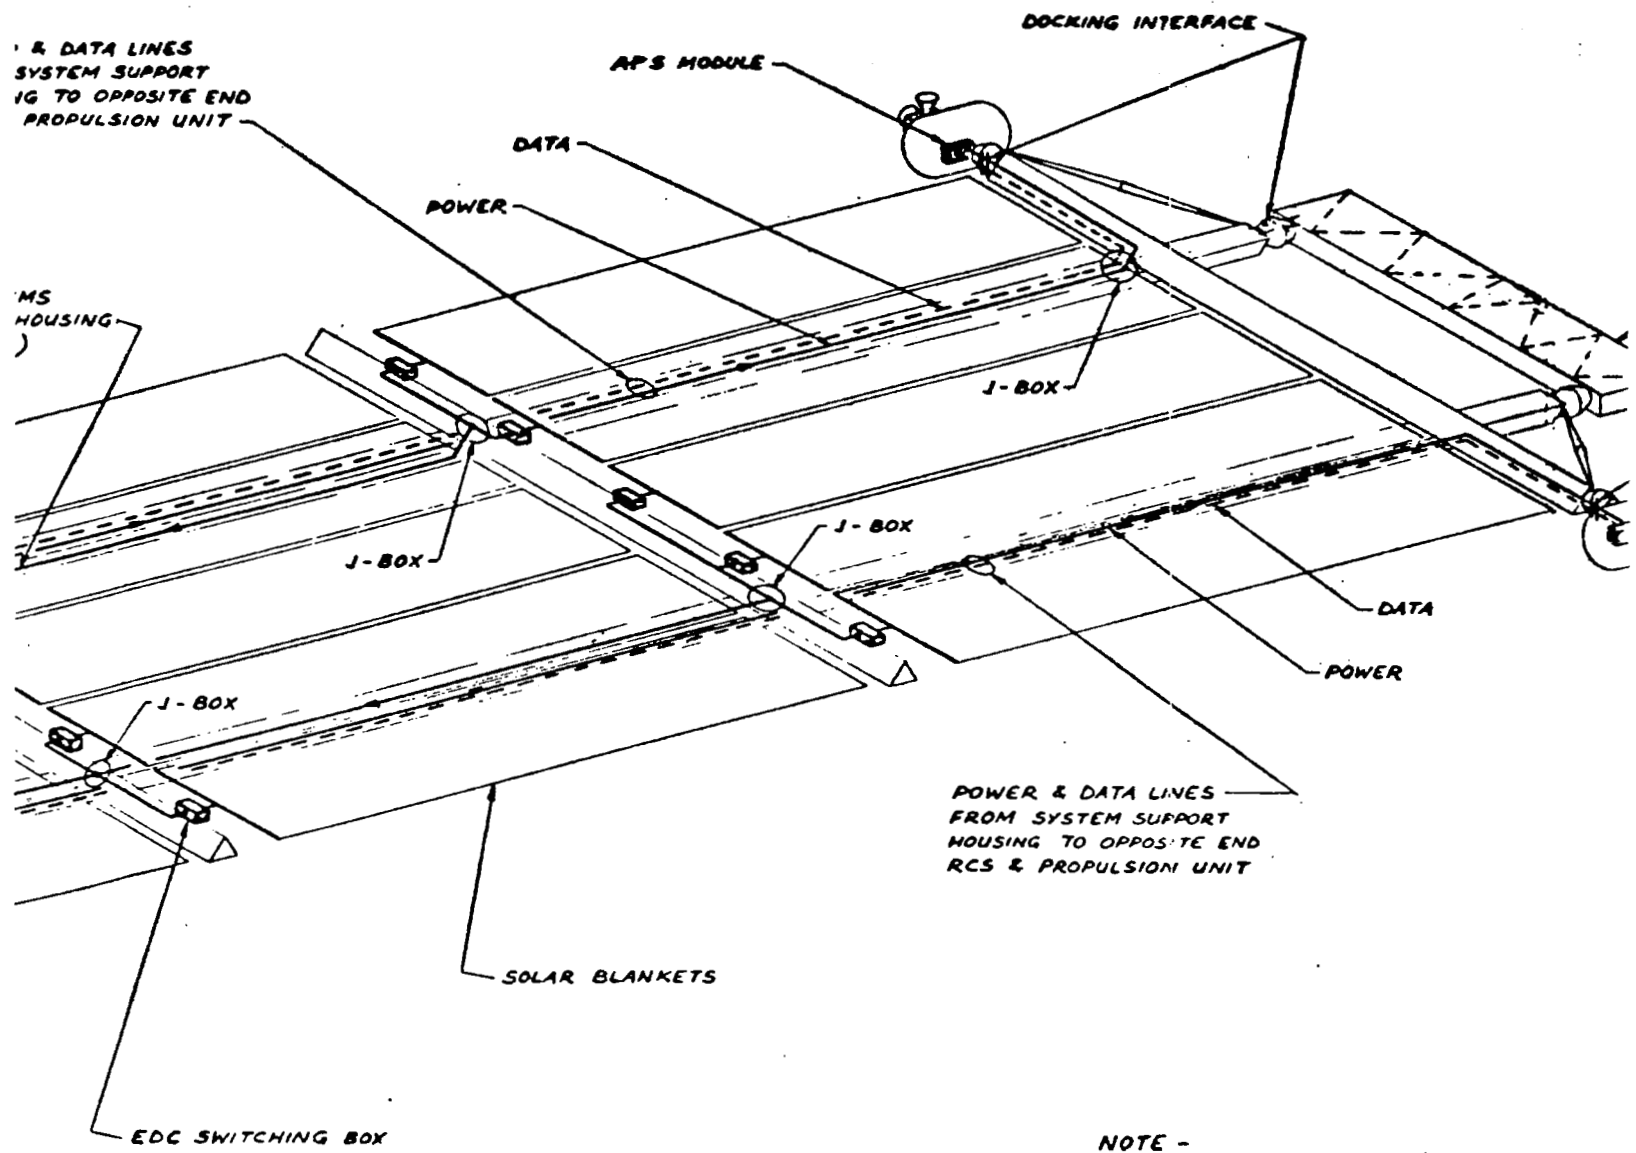 DOCKING INTERFACE
& DATA LINES
SYSTEM SUPPORT
TO OPPOSITE END
PROPULSION UNIT
APS MODULE
DATA
POWER
HOUSING
)
J-BOX
J-BOX
J-BOX
J-BOX
DATA
POWER
POWER & DATA LINES
FROM SYSTEM SUPPORT
HOUSING TO OPPOSITE END
RCS & PROPULSION UNIT
SOLAR BLANKETS
EDC SWITCHING BOX
NOTE -